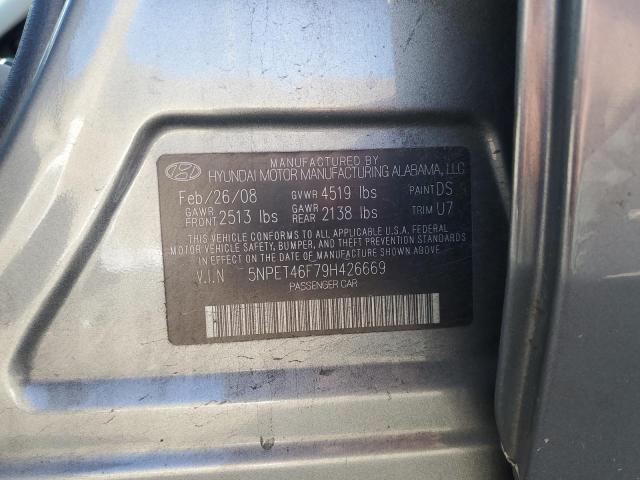 MANUFACTURED BY
HYUNDAI MOTOR MANUFACTURING ALABAMA, LLC
Feb/26/08 GVWR 4519 lbs PAINT DS
GAWR FRONT 2513 lbs GAWR REAR 2138 lbs TRIM U7
THIS VEHICLE CONFORMS TO ALL APPLICABLE U.S.A. FEDERAL
MOTOR VEHICLE SAFETY, BUMPER, AND THEFT PREVENTION STANDARDS
IN EFFECT ON THE DATE OF MANUFACTURE SHOWN ABOVE.
V.I.N 5NPET46F79H426669
PASSENGER CAR